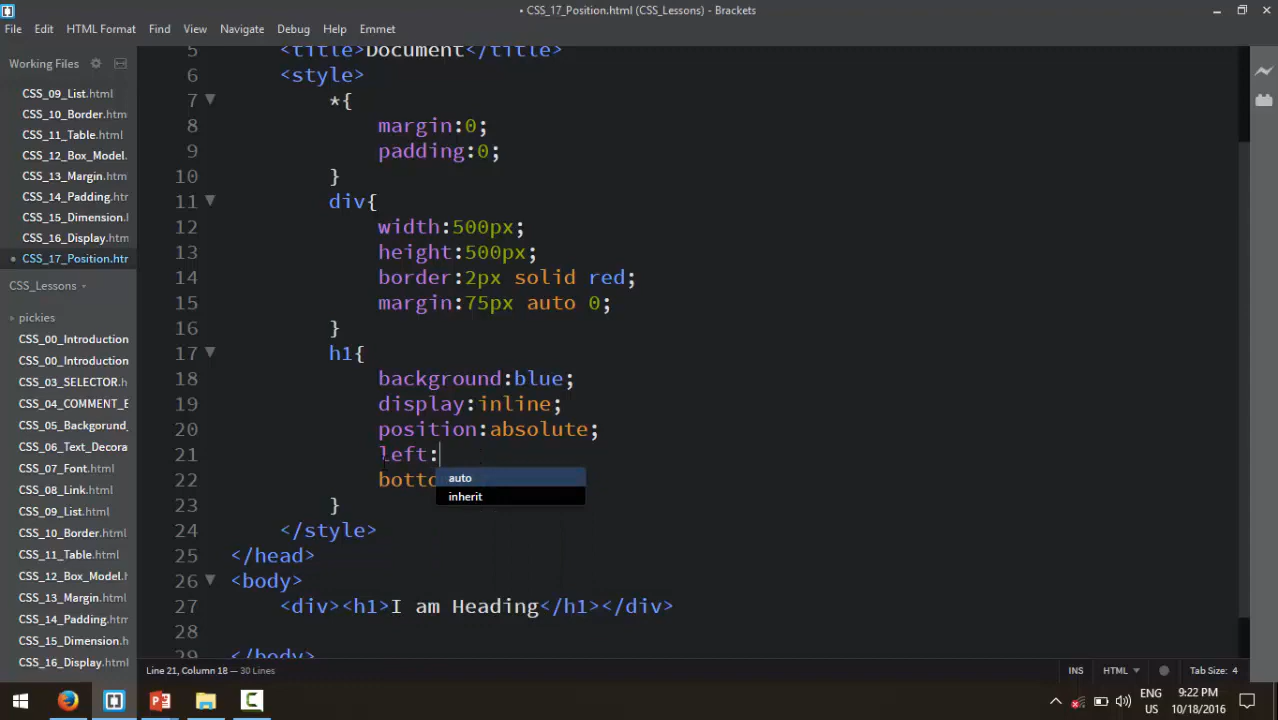 • CSS_17_Position.html (CSS_Lessons) - Brackets
File Edit HTML Format Find View Navigate Debug Help Emmet
Working Files
CSS_09_List.html
CSS_10_Border.htm
CSS_11_Table.html
CSS_12_Box_Model.
CSS_13_Margin.htm
CSS_14_Padding.htr
CSS_15_Dimension.
CSS_16_Display.htm
CSS_17_Position.htr
CSS_Lessons
pickies
CSS_00_Introduction
CSS_00_Introduction
CSS_03_SELECTOR.h
CSS_04_COMMENT_E
CSS_05_Background_
CSS_06_Text_Decora
CSS_07_Font.html
CSS_08_Link.html
CSS_09_List.html
CSS_10_Border.html
CSS_11_Table.html
CSS_12_Box_Model.h
CSS_13_Margin.html
CSS_14_Padding.html
CSS_15_Dimension.h
CSS_16_Display.html
5 <title>Document</title>
6 <style>
7 *{
8 margin:0;
9 padding:0;
10 }
11 div{
12 width:500px;
13 height:500px;
14 border:2px solid red;
15 margin:75px auto 0;
16 }
17 h1{
18 background:blue;
19 display:inline;
20 position:absolute;
21 left:
auto
22 botto
inherit
23 }
24 </style>
25 </head>
26 <body>
27 <div><h1>I am Heading</h1></div>
28
29 </body>
Line 21, Column 18 — 30 Lines
INS HTML Tab Size: 4
ENG 9:22 PM
US 10/18/2016